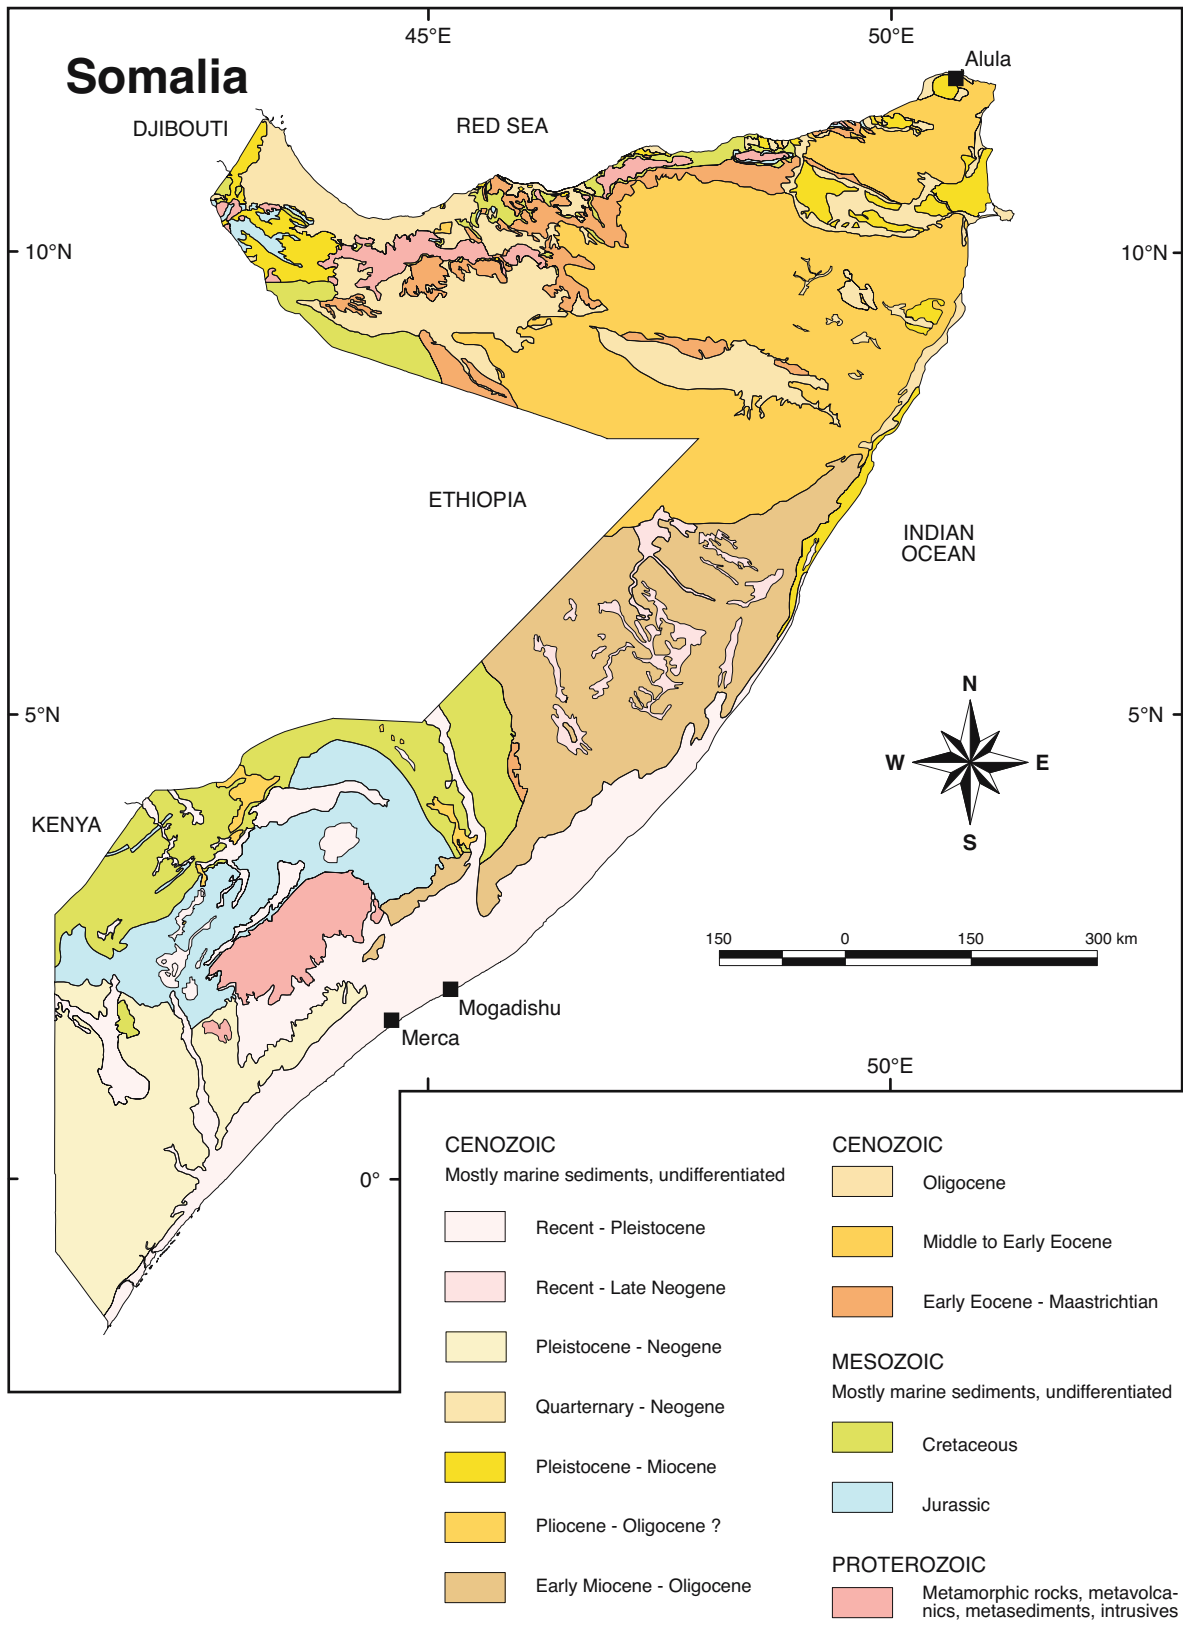 45°E
50°E
Somalia
Alula
DJIBOUTI
RED SEA
10°N
10°N
ETHIOPIA
INDIAN
OCEAN
N
5°N
5°N
W
E
S
KENYA
150
0
150
300 km
Mogadishu
Merca
50°E
0°
CENOZOIC
Mostly marine sediments, undifferentiated
Recent - Pleistocene
Recent - Late Neogene
Pleistocene - Neogene
Quarternary - Neogene
Pleistocene - Miocene
Pliocene - Oligocene ?
Early Miocene - Oligocene
CENOZOIC
Oligocene
Middle to Early Eocene
Early Eocene - Maastrichtian
MESOZOIC
Mostly marine sediments, undifferentiated
Cretaceous
Jurassic
PROTEROZOIC
Metamorphic rocks, metavolca-
nics, metasediments, intrusives